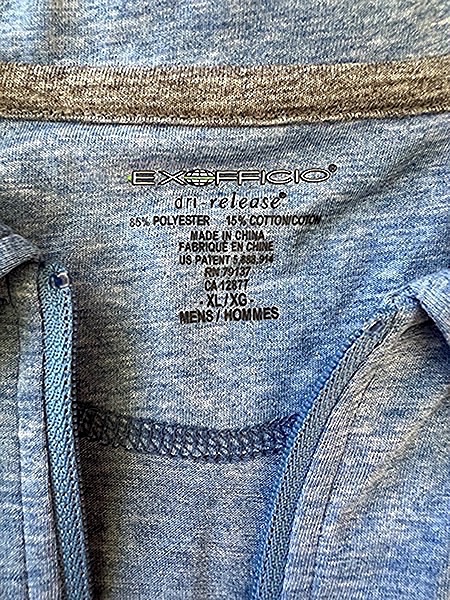 EXOFFICIO®
dri release®
85% POLYESTER 15% COTTON/COTON
MADE IN CHINA
FABRIQUE EN CHINE
US PATENT 5,888,914
RN 79137
CA 12877
-XL/XG-
MENS / HOMMES